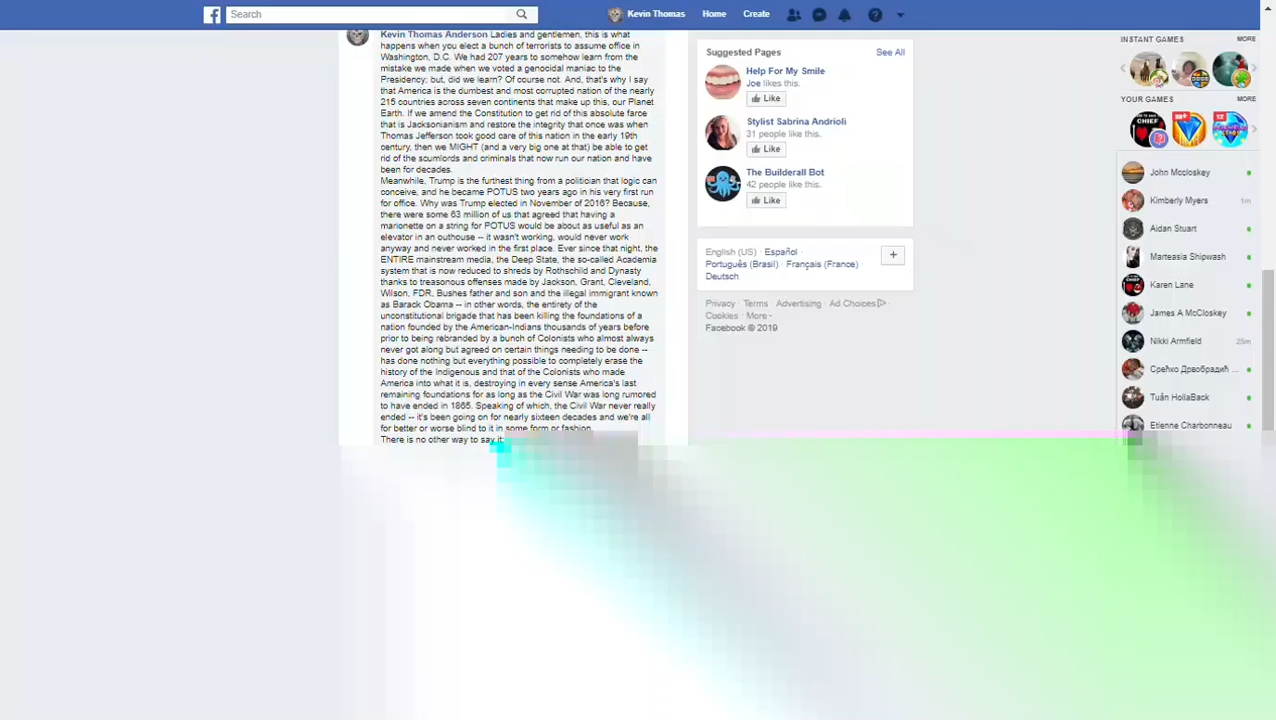 Search
Kevin Thomas
Home
Create
Kevin Thomas Anderson Ladies and gentlemen, this is what
happens when you elect a bunch of terrorists to assume office in
Washington, D.C. We had 207 years to somehow learn from the
mistake we made when we voted a genocidal maniac to the
Presidency; but, did we learn? Of course not. And, that's why I say
that America is the dumbest and most corrupted nation of the nearly
215 countries across seven continents that make up this, our Planet
Earth. If we amend the Constitution to get rid of this absolute farce
that is Jacksonianism and restore the integrity that once was when
Thomas Jefferson took good care of this nation in the early 19th
century, then we MIGHT (and a very big one at that) be able to get
rid of the scumlords and criminals that now run our nation and have
been for decades.
Meanwhile, Trump is the furthest thing from a politician that logic can
conceive, and he became POTUS two years ago in his very first run
for office. Why was Trump elected in November of 2016? Because,
there were some 63 million of us that agreed that having a
marionette on a string for POTUS would be about as useful as an
elevator in an outhouse -- it wasn't working, would never work
anyway and never worked in the first place. Ever since that night, the
ENTIRE mainstream media, the Deep State, the so-called Academia
system that is now reduced to shreds by Rothschild and Dynasty
thanks to treasonous offenses made by Jackson, Grant, Cleveland,
Wilson, FDR, Bushes father and son and the illegal immigrant known
as Barack Obama -- in other words, the entirety of the
unconstitutional brigade that has been killing the foundations of a
nation founded by the American-Indians thousands of years before
prior to being rebranded by a bunch of Colonists who almost always
never got along but agreed on certain things needing to be done --
has done nothing but everything possible to completely erase the
history of the Indigenous and that of the Colonists who made
America into what it is, destroying in every sense America's last
remaining foundations for as long as the Civil War was long rumored
to have ended in 1865. Speaking of which, the Civil War never really
ended -- it's been going on for nearly sixteen decades and we're all
for better or worse blind to it in some form or fashion.
There is no other way to say it:
Suggested Pages
See All
Help For My Smile
Joe likes this.
Like
Stylist Sabrina Andrioli
31 people like this.
Like
The Builderall Bot
42 people like this.
Like
English (US) · Español ·
Português (Brasil) · Français (France) ·
Deutsch
Privacy · Terms · Advertising · Ad Choices ·
Cookies · More
Facebook © 2019
INSTANT GAMES
MORE
YOUR GAMES
MORE
John Mccloskey
Kimberly Myers
1m
Aidan Stuart
Marteasia Shipwash
Karen Lane
James A McCloskey
Nikki Armfield
25m
Срећко Дрвобрадић ...
Tuấn HollaBack
Etienne Charbonneau